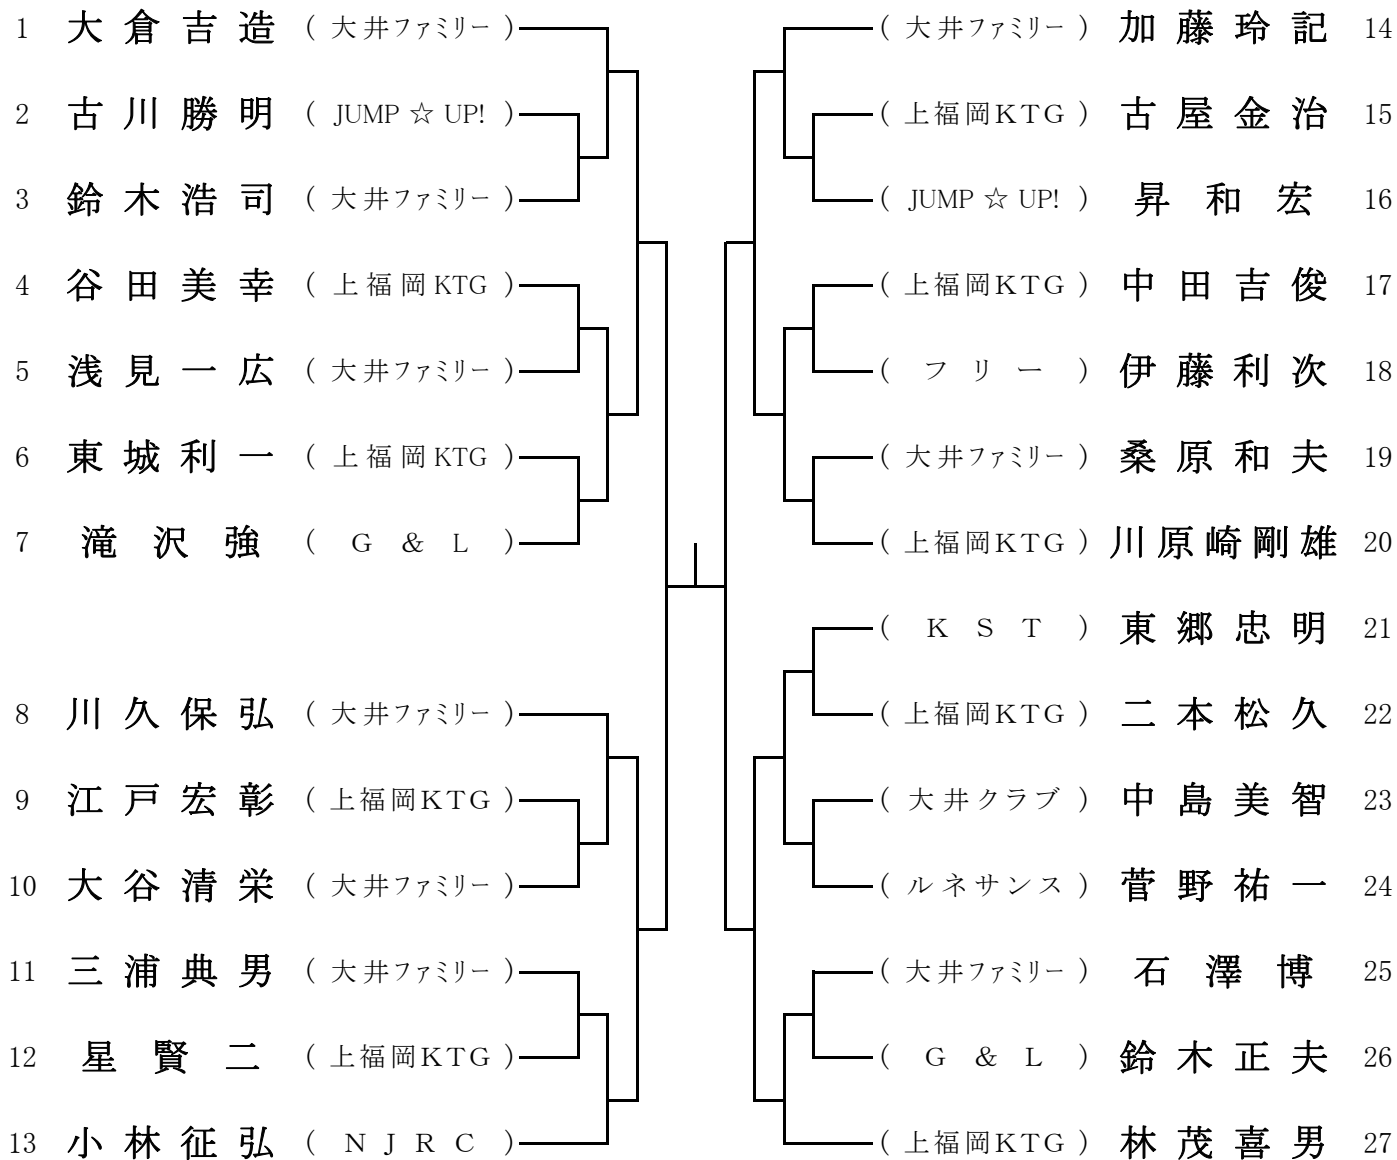 1 大倉吉造 ( 大井ファミリー ) ( 大井ファミリー ) 加藤玲記 14
2 古川勝明 ( JUMP ☆ UP! ) ( 上福岡KTG ) 古屋金治 15
3 鈴木浩司 ( 大井ファミリー ) ( JUMP ☆ UP! ) 昇和宏 16
4 谷田美幸 ( 上福岡KTG ) ( 上福岡KTG ) 中田吉俊 17
5 浅見一広 ( 大井ファミリー ) ( フリー ) 伊藤利次 18
6 東城利一 ( 上福岡KTG ) ( 大井ファミリー ) 桑原和夫 19
7 滝沢強 ( G & L ) ( 上福岡KTG ) 川原崎剛雄 20
( K S T ) 東郷忠明 21
8 川久保弘 ( 大井ファミリー ) ( 上福岡KTG ) 二本松久 22
9 江戸宏彰 ( 上福岡KTG ) ( 大井クラブ ) 中島美智 23
10 大谷清栄 ( 大井ファミリー ) ( ルネサンス ) 菅野祐一 24
11 三浦典男 ( 大井ファミリー ) ( 大井ファミリー ) 石澤博 25
12 星賢二 ( 上福岡KTG ) ( G & L ) 鈴木正夫 26
13 小林征弘 ( N J R C ) ( 上福岡KTG ) 林茂喜男 27